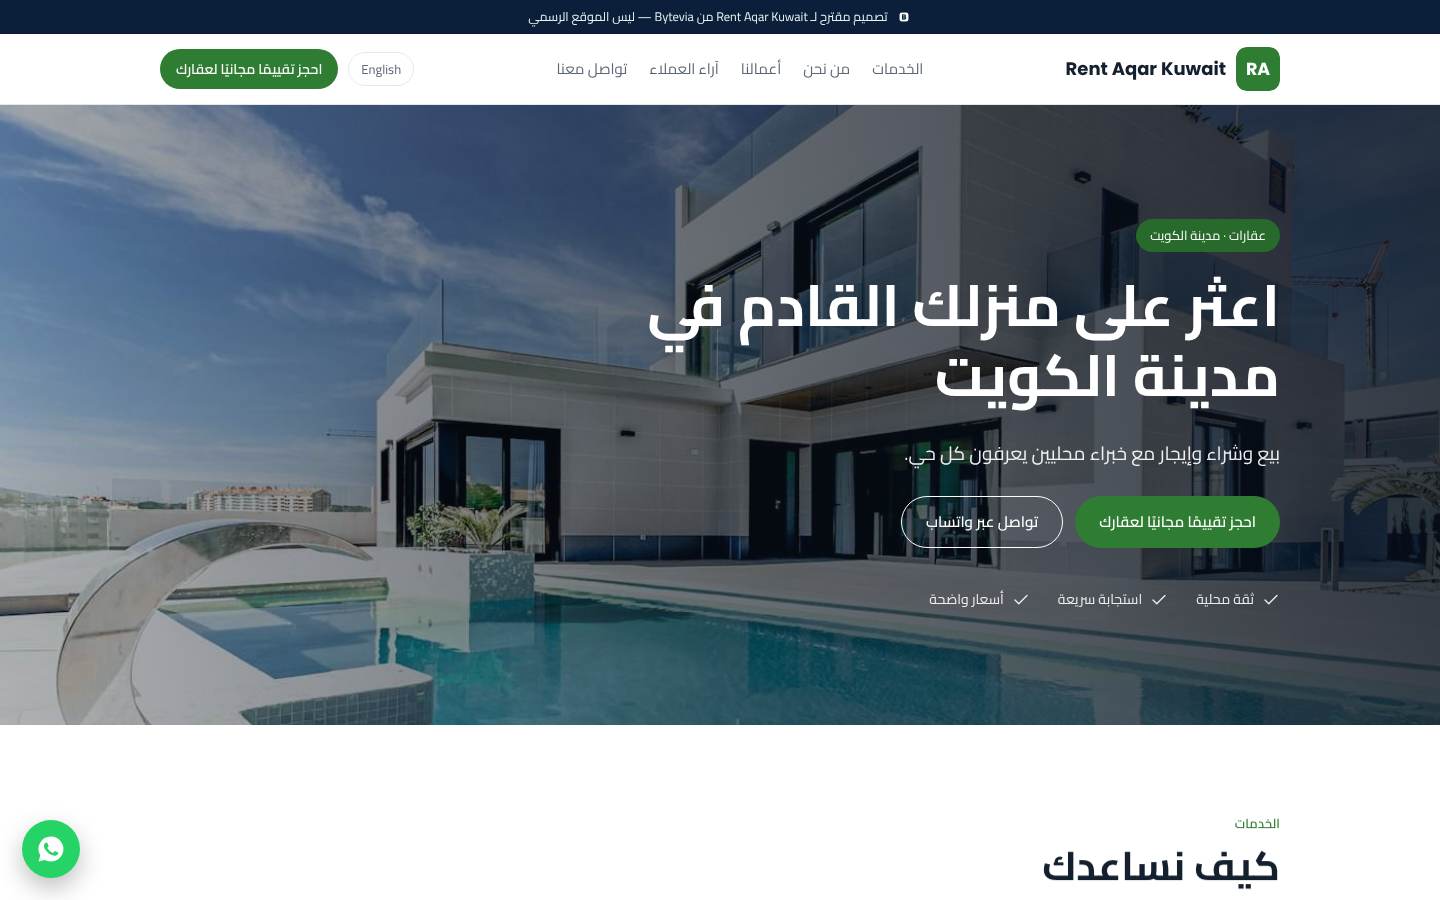 تصميم مقترح لـ Rent Aqar Kuwait من Bytevia — ليس الموقع الرسمي
RA Rent Aqar Kuwait
الخدمات من نحن أعمالنا آراء العملاء تواصل معنا
English
احجز تقييمًا مجانيًا لعقارك
عقارات · مدينة الكويت
اعثر على منزلك القادم في
مدينة الكويت
بيع وشراء وإيجار مع خبراء محليين يعرفون كل حي.
احجز تقييمًا مجانيًا لعقارك
تواصل عبر واتساب
ثقة محلية استجابة سريعة أسعار واضحة
الخدمات
كيف نساعدك